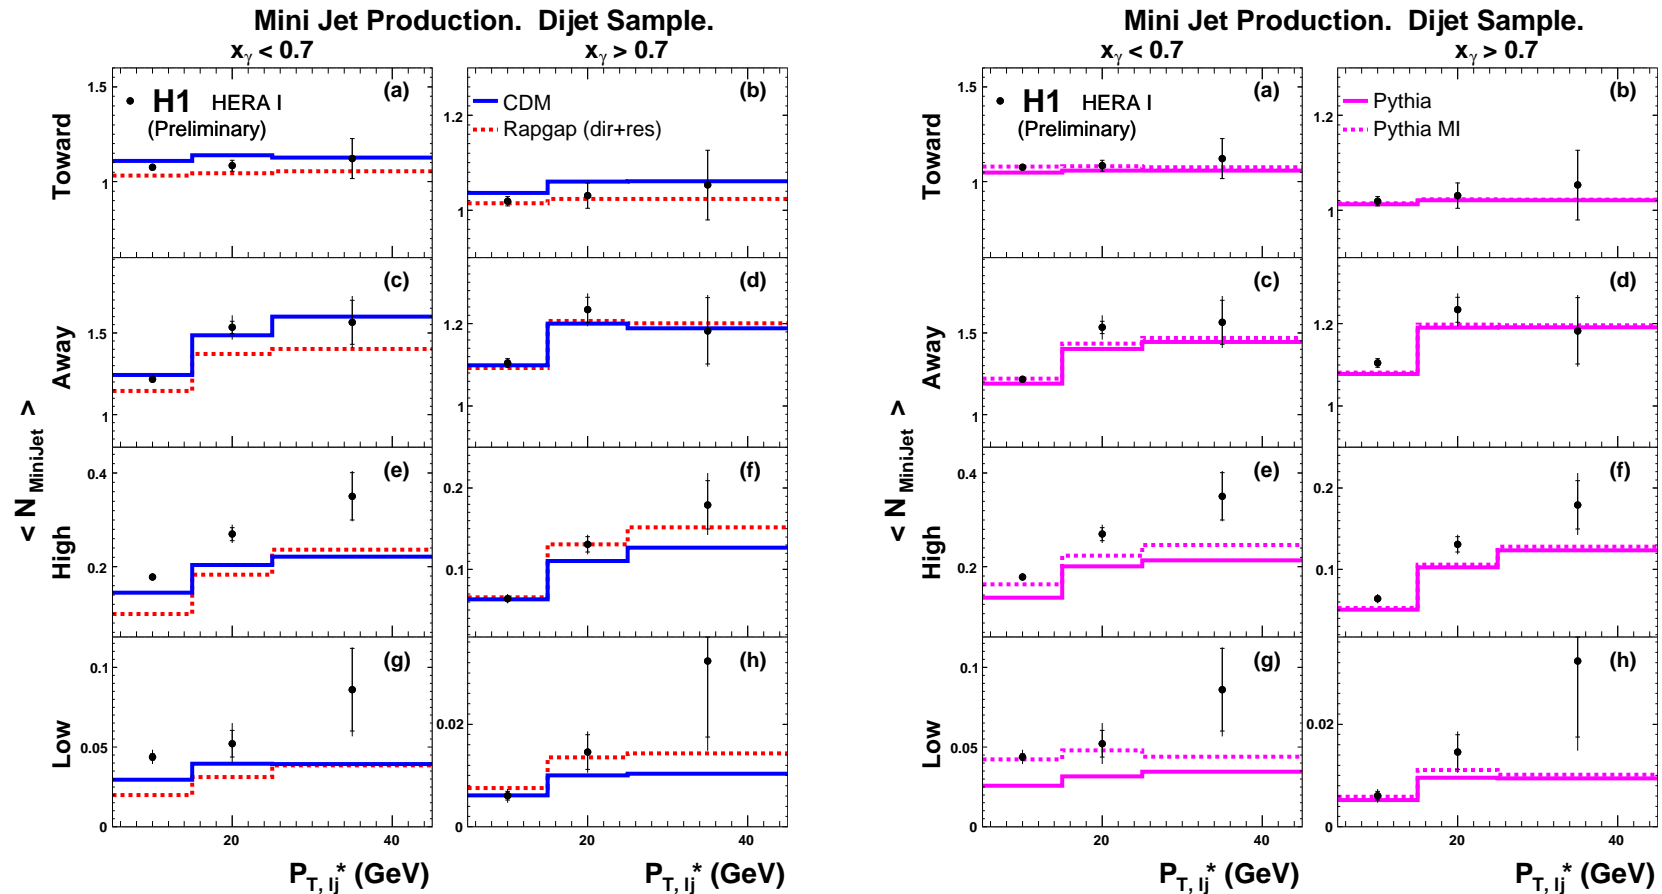 Mini Jet Production. Dijet Sample.
xγ < 0.7
xγ > 0.7
Toward
Away
High
Low
< N MiniJet >
1.5
1
H1 HERA I
(Preliminary)
(a)
1.2
1
CDM
Rapgap (dir+res)
(b)
1.5
1
(c)
1.2
1
(d)
0.4
0.2
(e)
0.2
0.1
(f)
0.1
0.05
0
(g)
0.02
0
(h)
20 40
20 40
P T, lj * (GeV)
P T, lj * (GeV)
Mini Jet Production. Dijet Sample.
xγ < 0.7
xγ > 0.7
Toward
Away
High
Low
< N MiniJet >
1.5
1
H1 HERA I
(Preliminary)
(a)
1.2
1
Pythia
Pythia MI
(b)
1.5
1
(c)
1.2
1
(d)
0.4
0.2
(e)
0.2
0.1
(f)
0.1
0.05
0
(g)
0.02
0
(h)
20 40
20 40
P T, lj * (GeV)
P T, lj * (GeV)